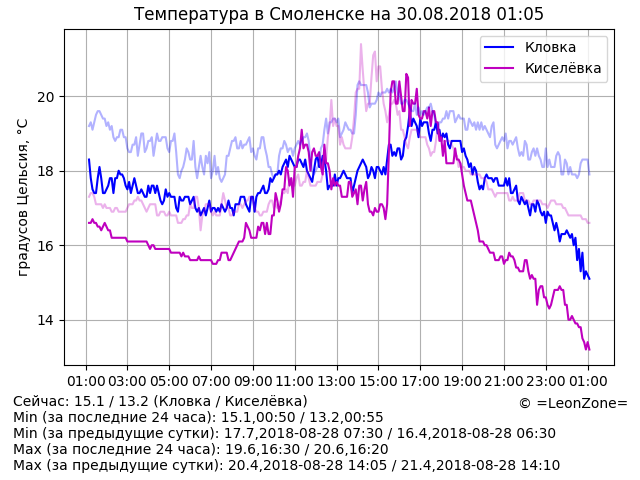 Температура в Смоленске на 30.08.2018 01:05
Кловка
Киселёвка
градусов Цельсия, °C
20
18
16
14
01:00 03:00 05:00 07:00 09:00 11:00 13:00 15:00 17:00 19:00 21:00 23:00 01:00
Сейчас: 15.1 / 13.2 (Кловка / Киселёвка)
© =LeonZone=
Min (за последние 24 часа): 15.1,00:50 / 13.2,00:55
Min (за предыдущие сутки): 17.7,2018-08-28 07:30 / 16.4,2018-08-28 06:30
Max (за последние 24 часа): 19.6,16:30 / 20.6,16:20
Max (за предыдущие сутки): 20.4,2018-08-28 14:05 / 21.4,2018-08-28 14:10